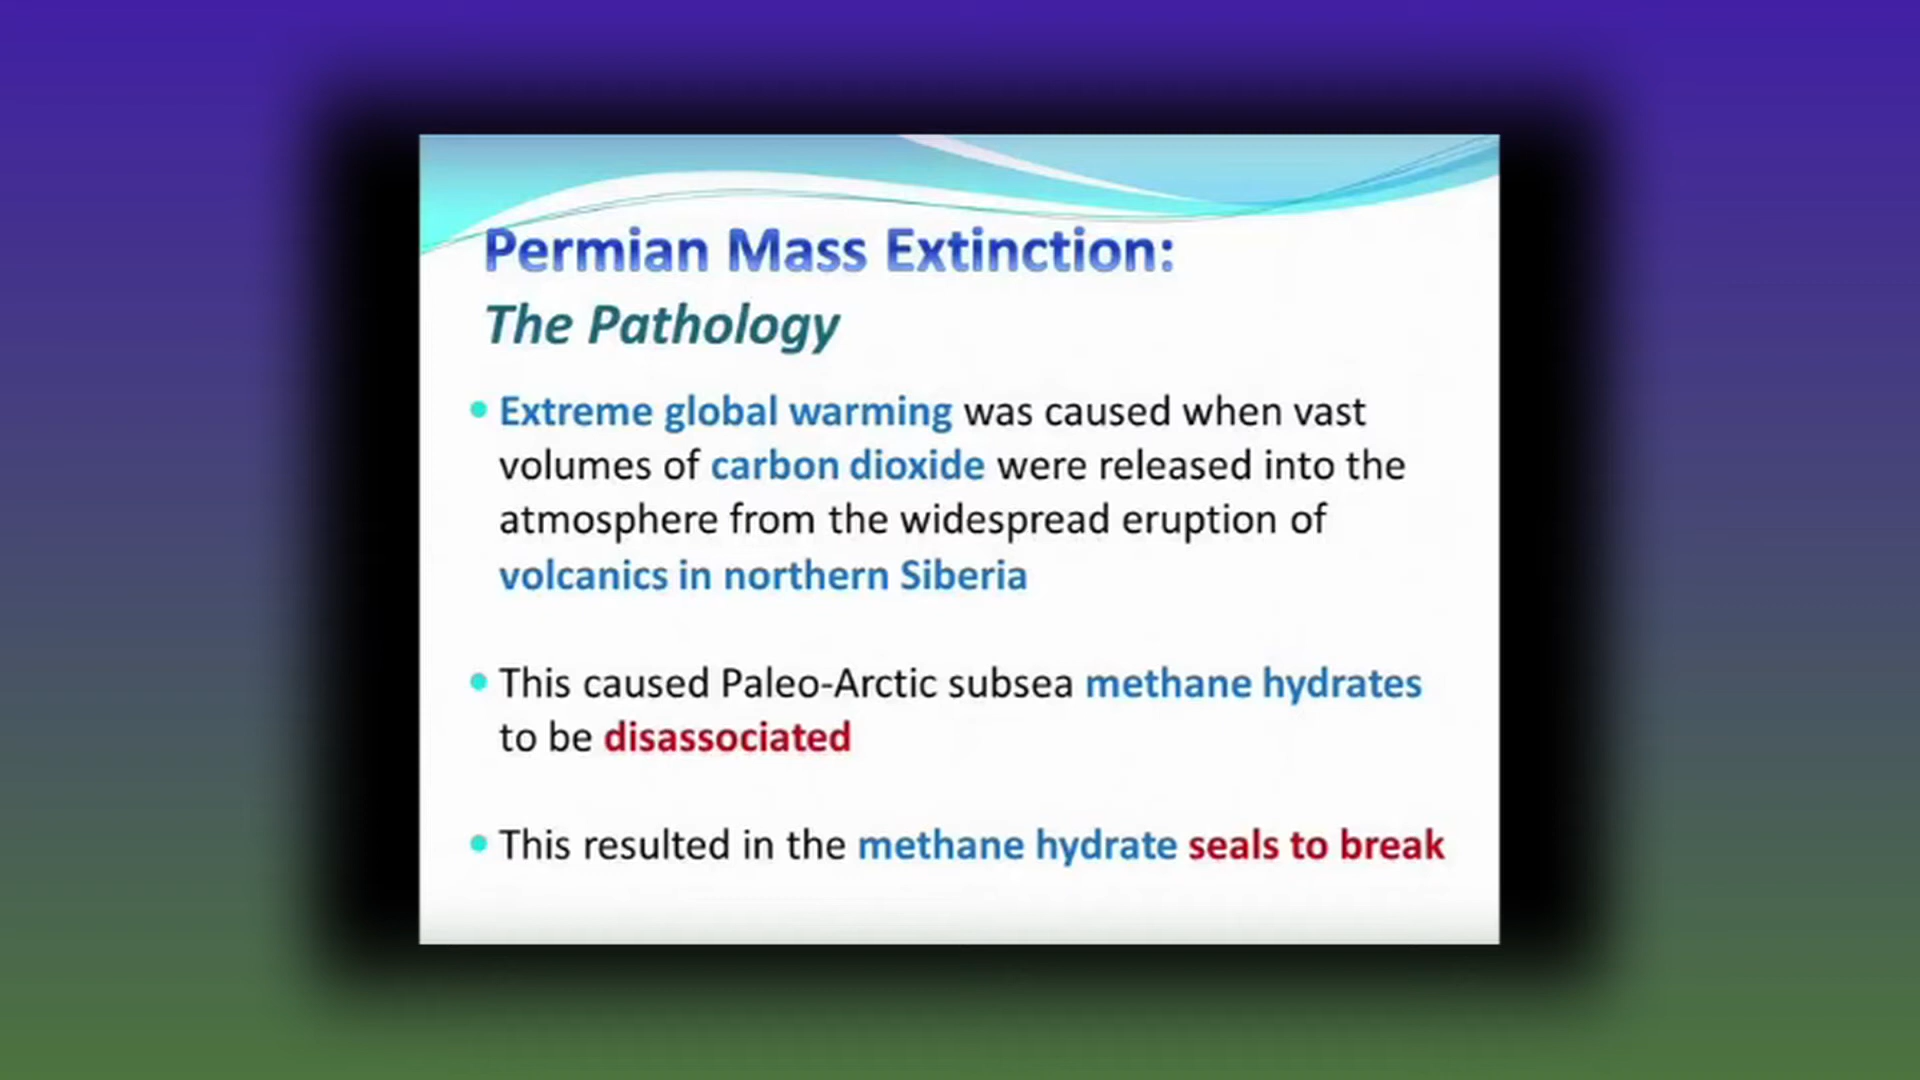 Permian Mass Extinction:
The Pathology
Extreme global warming was caused when vast
volumes of carbon dioxide were released into the
atmosphere from the widespread eruption of
volcanics in northern Siberia
This caused Paleo-Arctic subsea methane hydrates
to be disassociated
This resulted in the methane hydrate seals to break